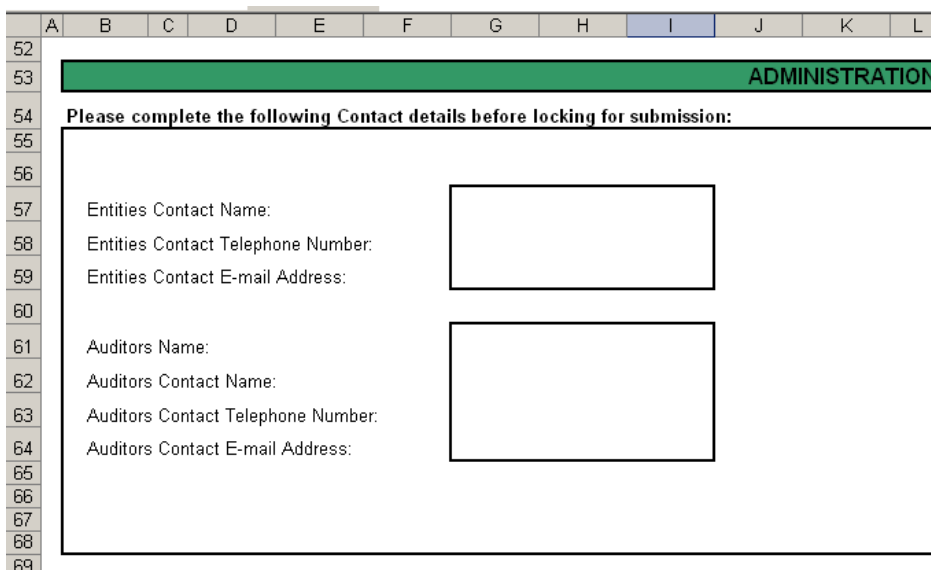 A B C D E F G H I J K L
52
53 ADMINISTRATION
54 Please complete the following Contact details before locking for submission:
55
56
57 Entities Contact Name:
58 Entities Contact Telephone Number:
59 Entities Contact E-mail Address:
60
61 Auditors Name:
62 Auditors Contact Name:
63 Auditors Contact Telephone Number:
64 Auditors Contact E-mail Address:
65
66
67
68
69